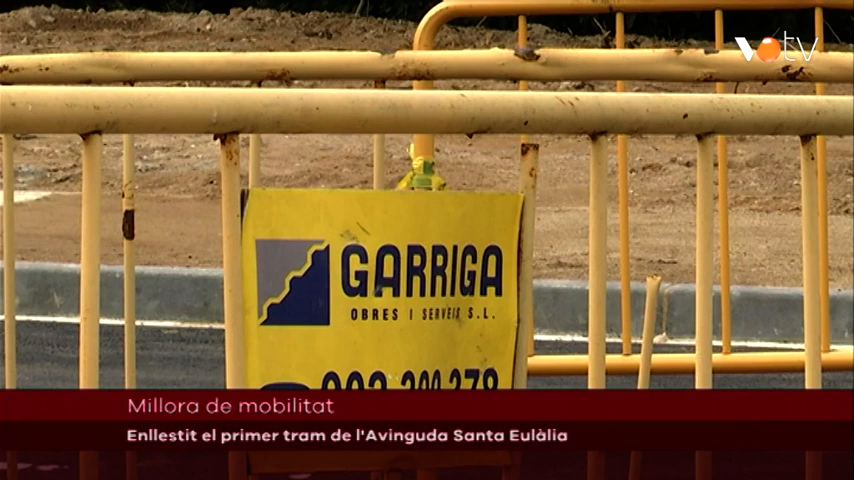 votv
GARRIGA
OBRES I SERVEIS S.L.
Millora de mobilitat
Enllestit el primer tram de l'Avinguda Santa Eulàlia